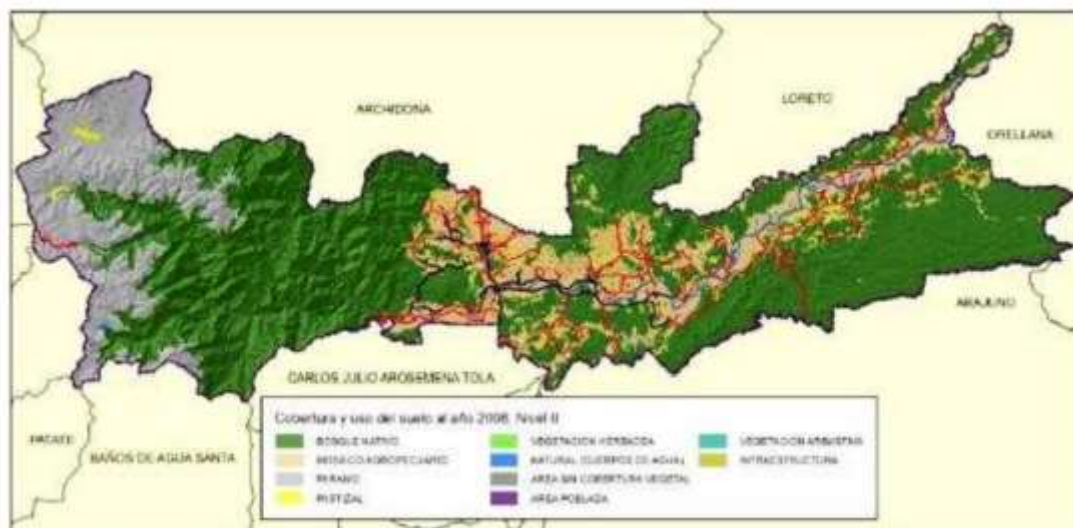 ARCHIDONA
LORETO
ORELLANA
ARAJUNO
CARLOS JULIO AROSEMENA TOLA
PATATE
BAÑOS DE AGUA SANTA
Cobertura y uso del suelo al año 2008. Nivel II
BOSQUE NATIVO
MOSAICO AGROPECUARIO
PARAMO
PASTIZAL
VEGETACION HERBACEA
NATURAL (CUERPOS DE AGUA)
AREA SIN COBERTURA VEGETAL
AREA POBLADA
VEGETACION ARBUSTIVA
INFRAESTRUCTURA